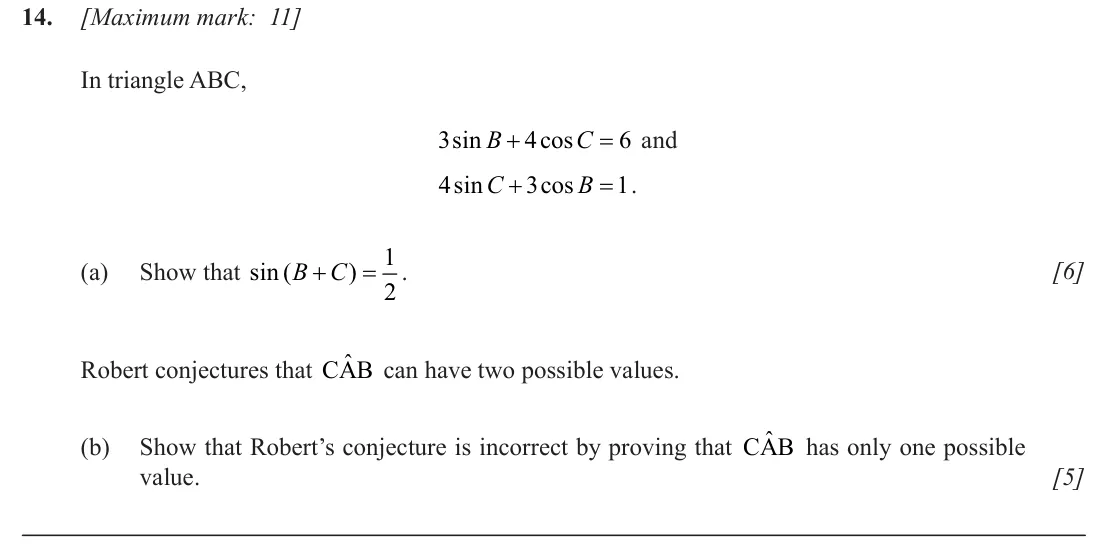 14. [Maximum mark: 11]
In triangle ABC,
3 sin B + 4 cos C = 6 and
4 sin C + 3 cos B = 1.
(a) Show that sin (B + C) = 1/2. [6]
Robert conjectures that CÂB can have two possible values.
(b) Show that Robert’s conjecture is incorrect by proving that CÂB has only one possible
value. [5]